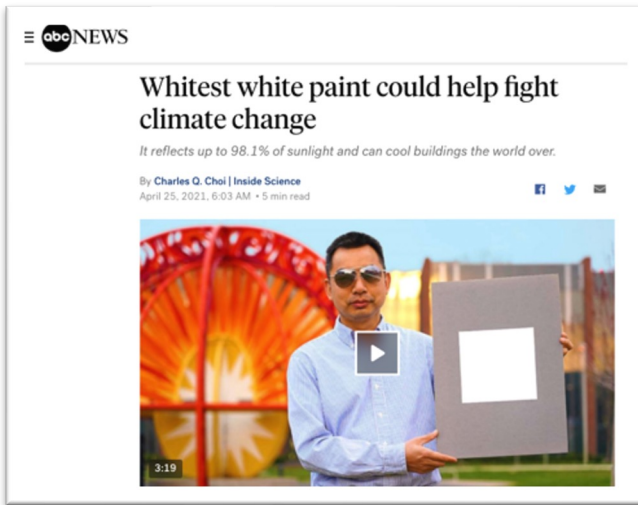 abc NEWS
Whitest white paint could help fight
climate change
It reflects up to 98.1% of sunlight and can cool buildings the world over.
By Charles Q. Choi | Inside Science
April 25, 2021, 6:03 AM • 5 min read
3:19